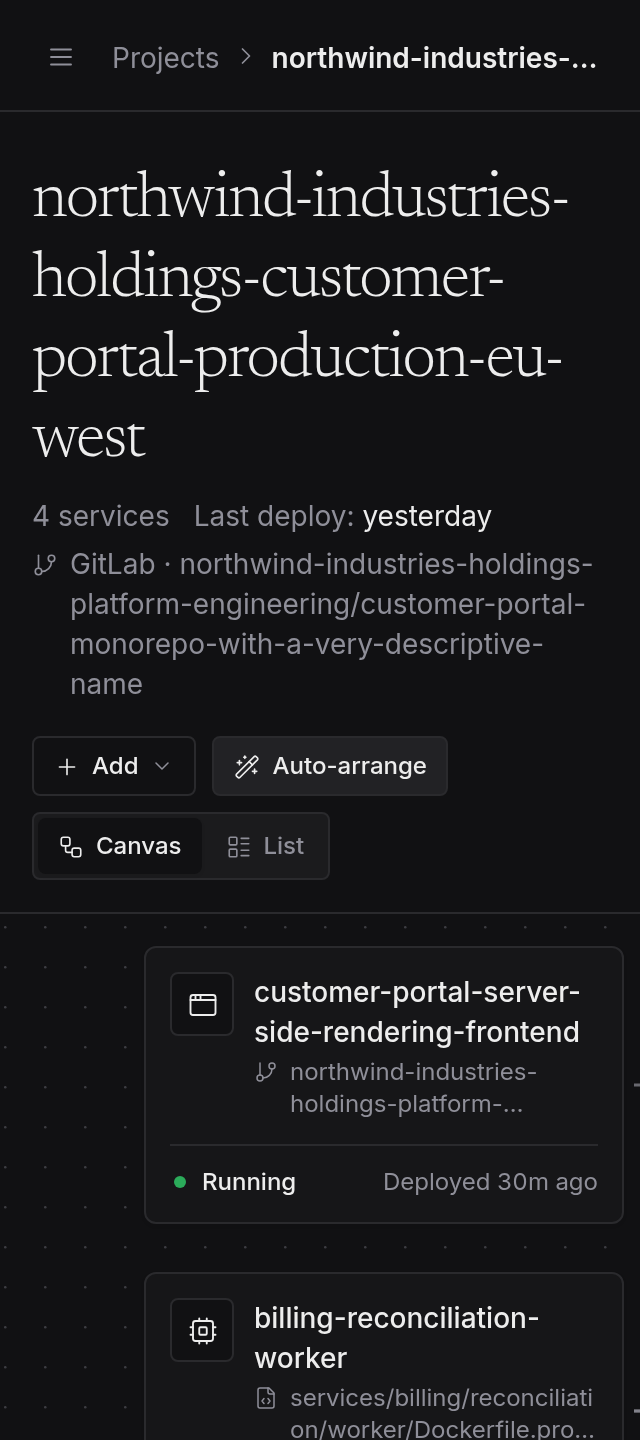 Projects > northwind-industries-...
northwind-industries-
holdings-customer-
portal-production-eu-
west
4 services Last deploy: yesterday
GitLab · northwind-industries-holdings-
platform-engineering/customer-portal-
monorepo-with-a-very-descriptive-
name
Add Auto-arrange
Canvas List
customer-portal-server-
side-rendering-frontend
northwind-industries-
holdings-platform-...
Running Deployed 30m ago
billing-reconciliation-
worker
services/billing/reconciliati
on/worker/Dockerfile.pro...